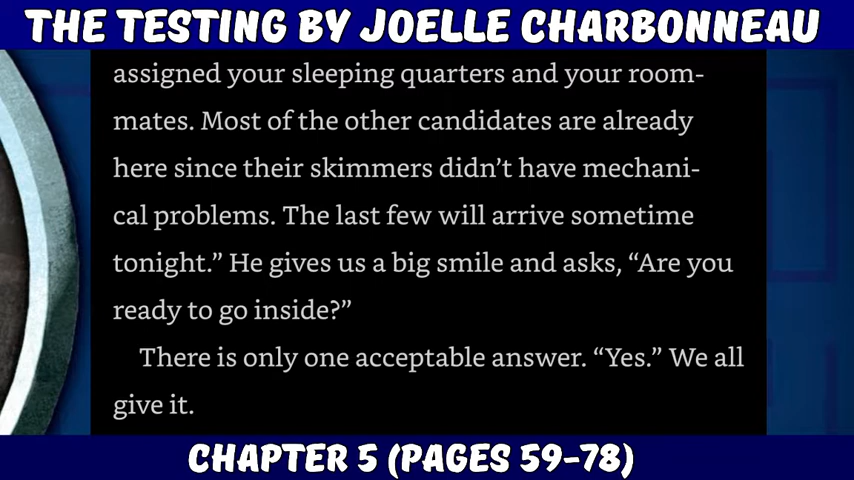 THE TESTING BY JOELLE CHARBONNEAU
assigned your sleeping quarters and your room-
mates. Most of the other candidates are already
here since their skimmers didn’t have mechani-
cal problems. The last few will arrive sometime
tonight.” He gives us a big smile and asks, “Are you
ready to go inside?”
There is only one acceptable answer. “Yes.” We all
give it.
CHAPTER 5 (PAGES 59-78)